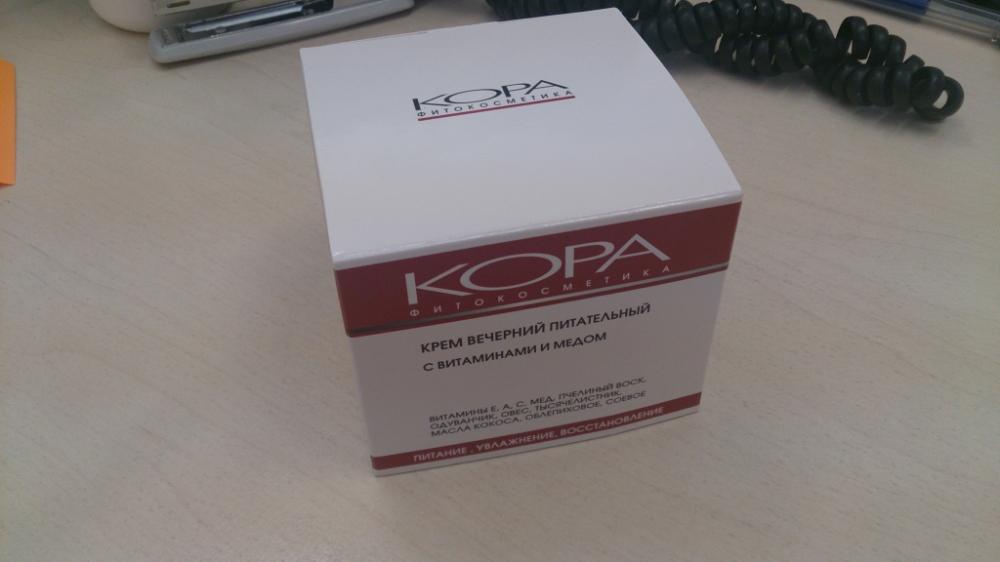 КОРА
ФИТОКОСМЕТИКА
КОРА
ФИТОКОСМЕТИКА
КРЕМ ВЕЧЕРНИЙ ПИТАТЕЛЬНЫЙ
С ВИТАМИНАМИ И МЕДОМ
ВИТАМИНЫ Е, А, С, МЕД, ПЧЕЛИНЫЙ ВОСК,
ОДУВАНЧИК, ОВЕС, ТЫСЯЧЕЛИСТНИК,
МАСЛА КОКОСА, ОБЛЕПИХОВОЕ, СОЕВОЕ
ПИТАНИЕ , УВЛАЖНЕНИЕ, ВОССТАНОВЛЕНИЕ